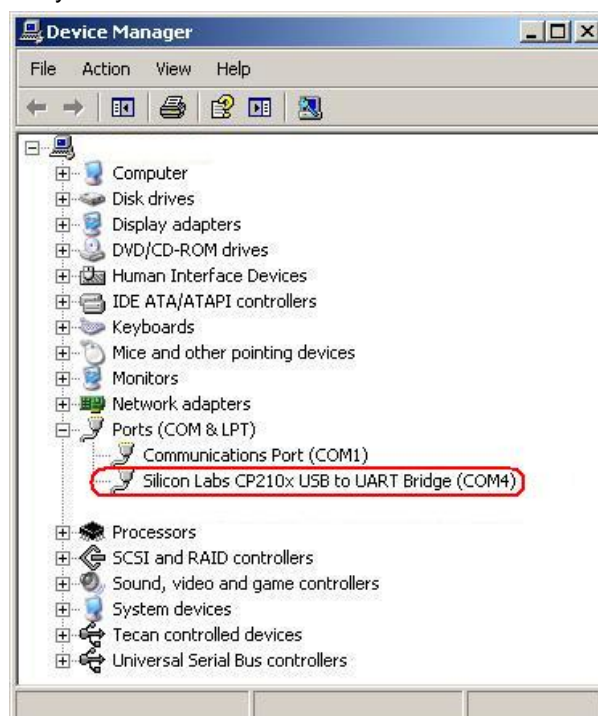 Device Manager
File Action View Help
Computer
Disk drives
Display adapters
DVD/CD-ROM drives
Human Interface Devices
IDE ATA/ATAPI controllers
Keyboards
Mice and other pointing devices
Monitors
Network adapters
Ports (COM & LPT)
Communications Port (COM1)
Silicon Labs CP210x USB to UART Bridge (COM4)
Processors
SCSI and RAID controllers
Sound, video and game controllers
System devices
Tecan controlled devices
Universal Serial Bus controllers